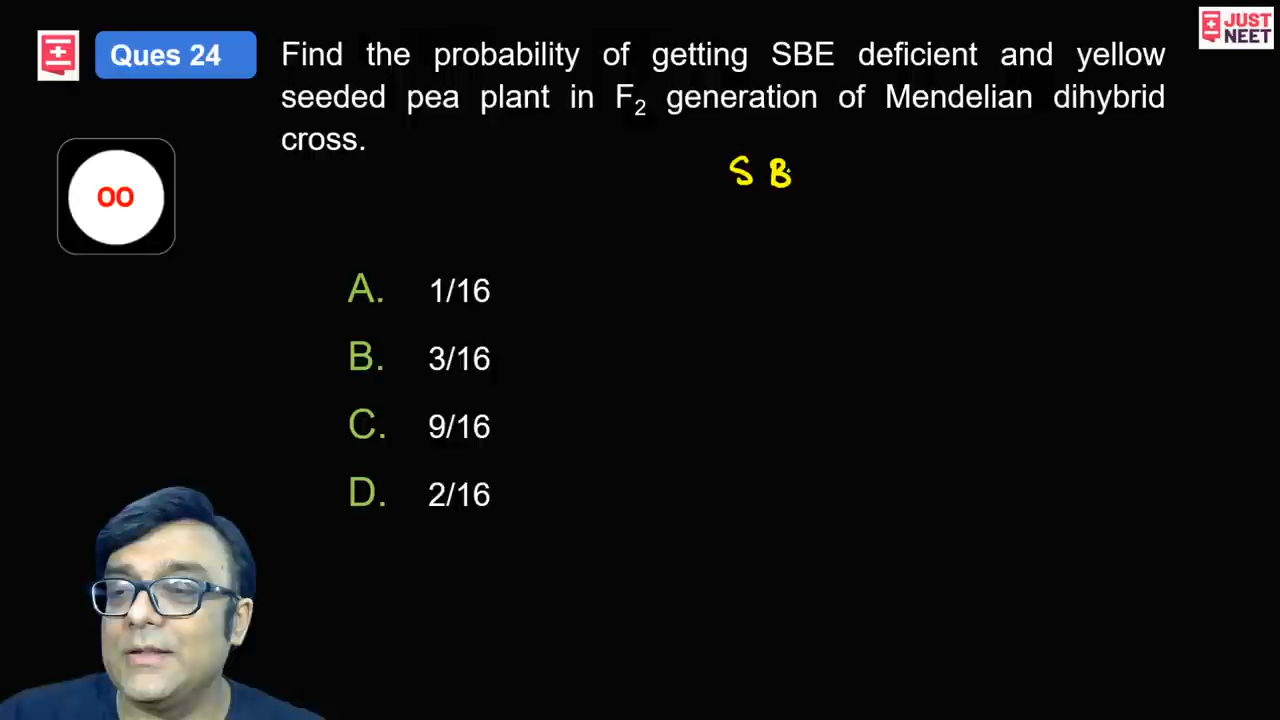 JUST
NEET
Ques 24
Find the probability of getting SBE deficient and yellow
seeded pea plant in F2 generation of Mendelian dihybrid
cross.
S B
00
A. 1/16
B. 3/16
C. 9/16
D. 2/16